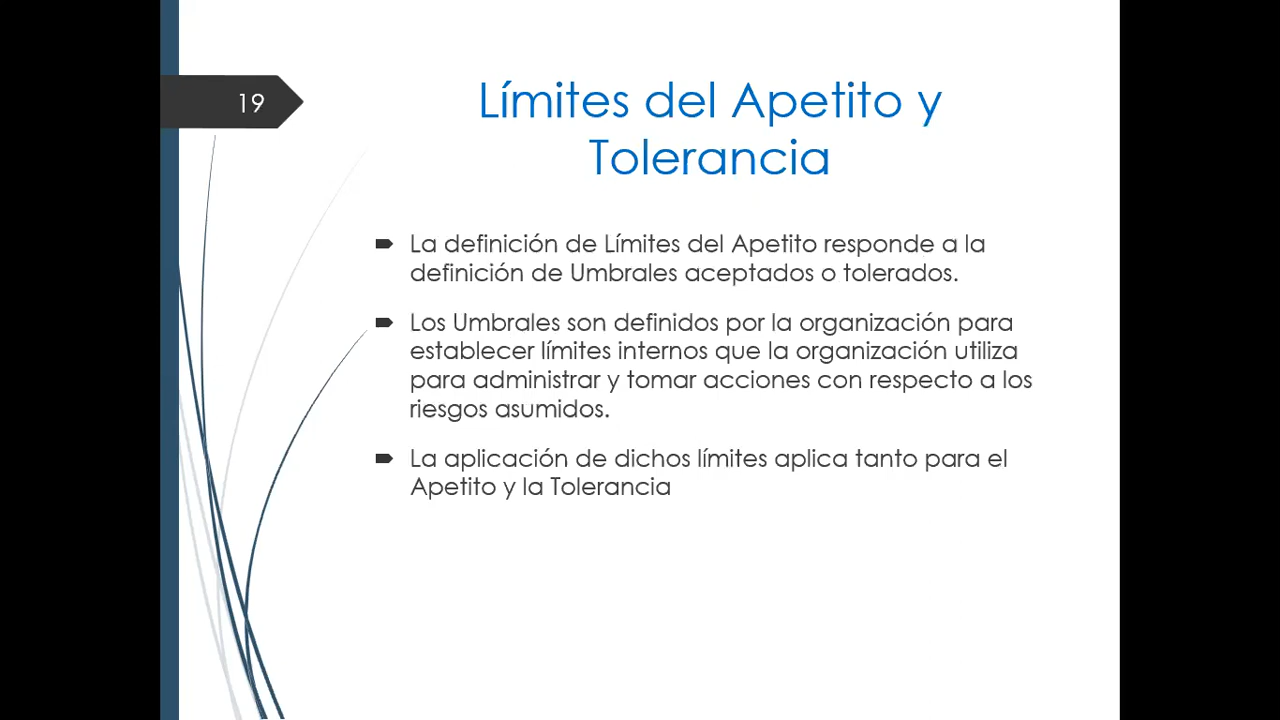 19
Límites del Apetito y
Tolerancia
La definición de Límites del Apetito responde a la
definición de Umbrales aceptados o tolerados.
Los Umbrales son definidos por la organización para
establecer límites internos que la organización utiliza
para administrar y tomar acciones con respecto a los
riesgos asumidos.
La aplicación de dichos límites aplica tanto para el
Apetito y la Tolerancia